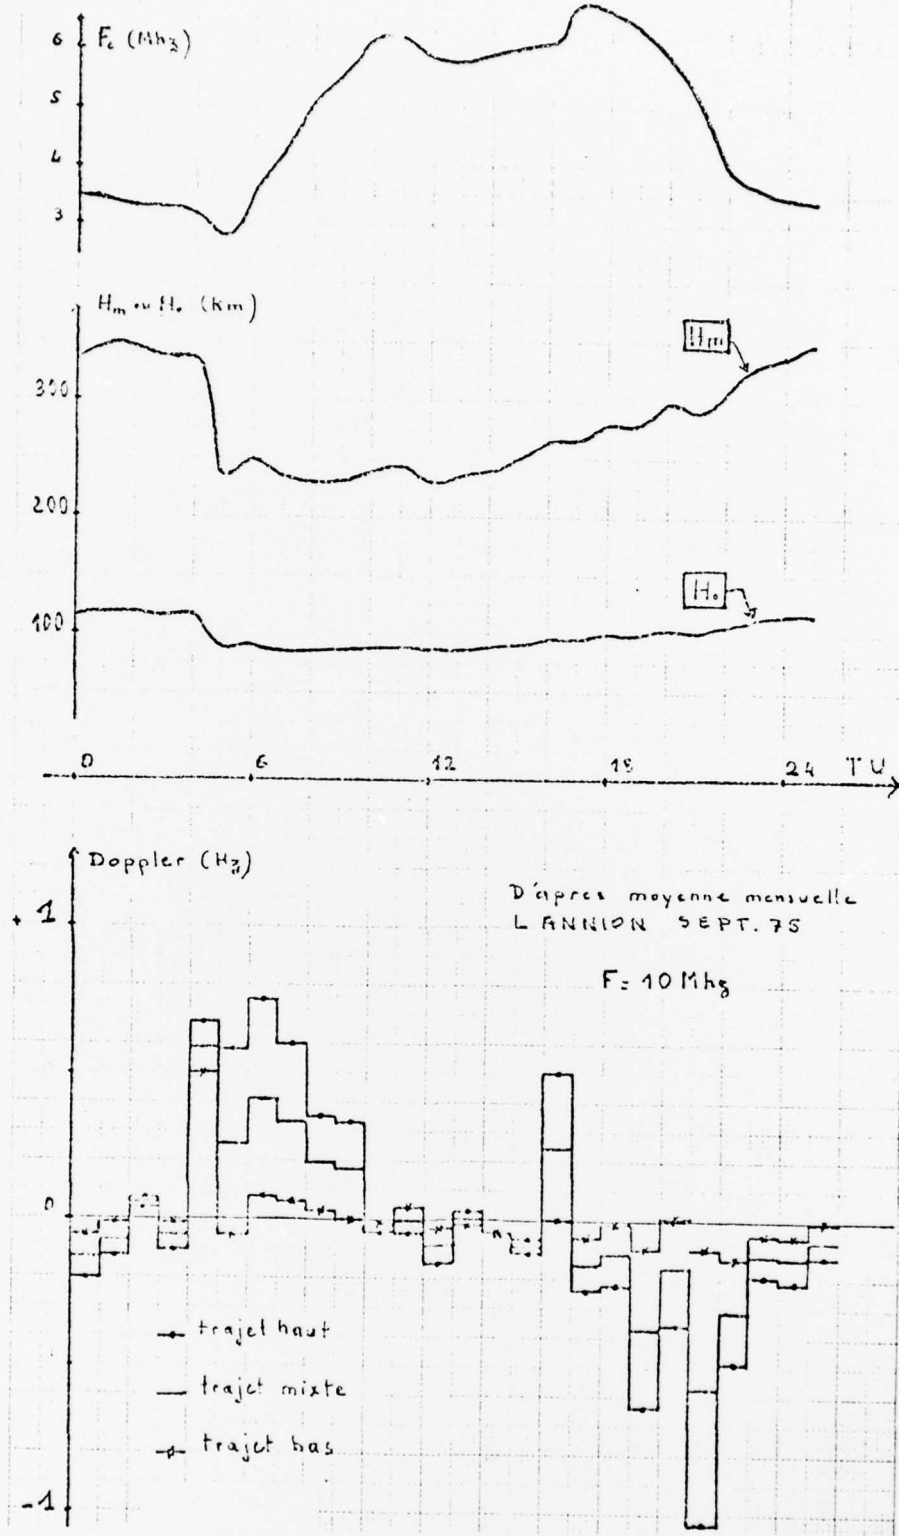 Fc (Mhz)
6
5
4
3
Hm ou Ho (Km)
Hm
300
200
Ho
100
0 6 12 18 24 TU
Doppler (Hz)
D'après moyenne mensuelle
+1
LANNION SEPT. 75
F= 10 Mhz
0
trajet haut
trajet mixte
trajet bas
-1